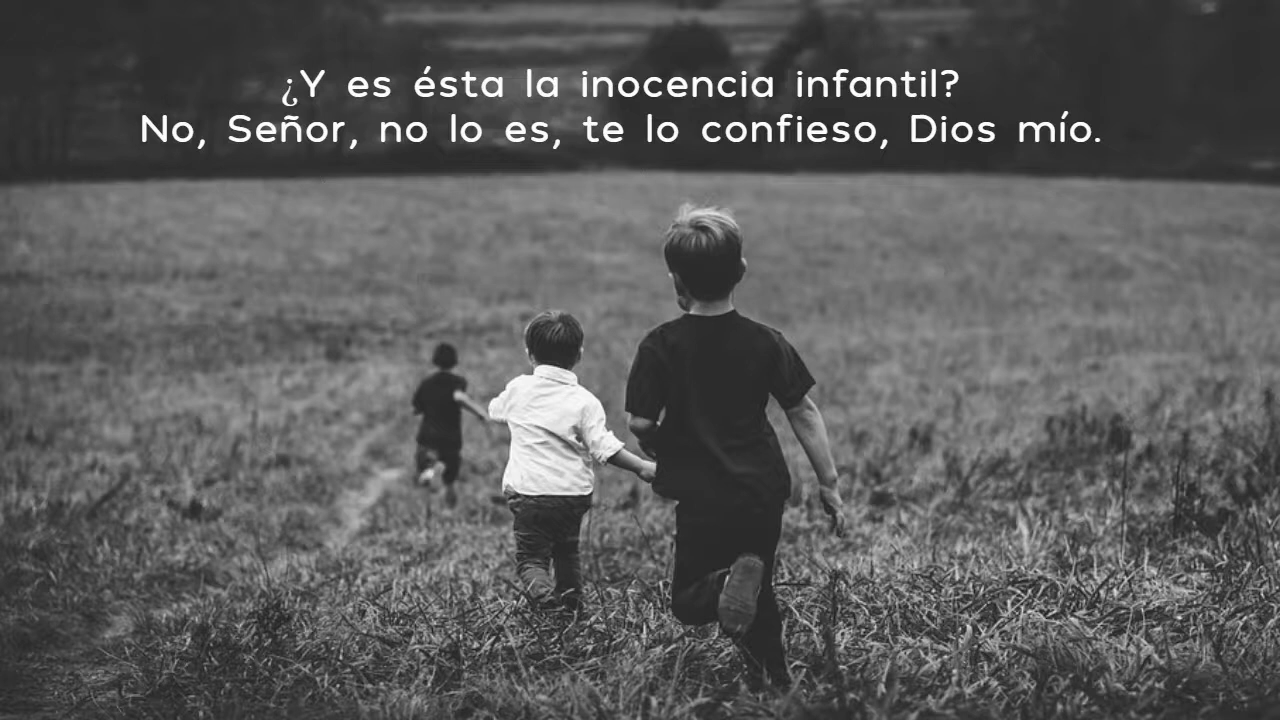 ¿Y es ésta la inocencia infantil?
No, Señor, no lo es, te lo confieso, Dios mío.